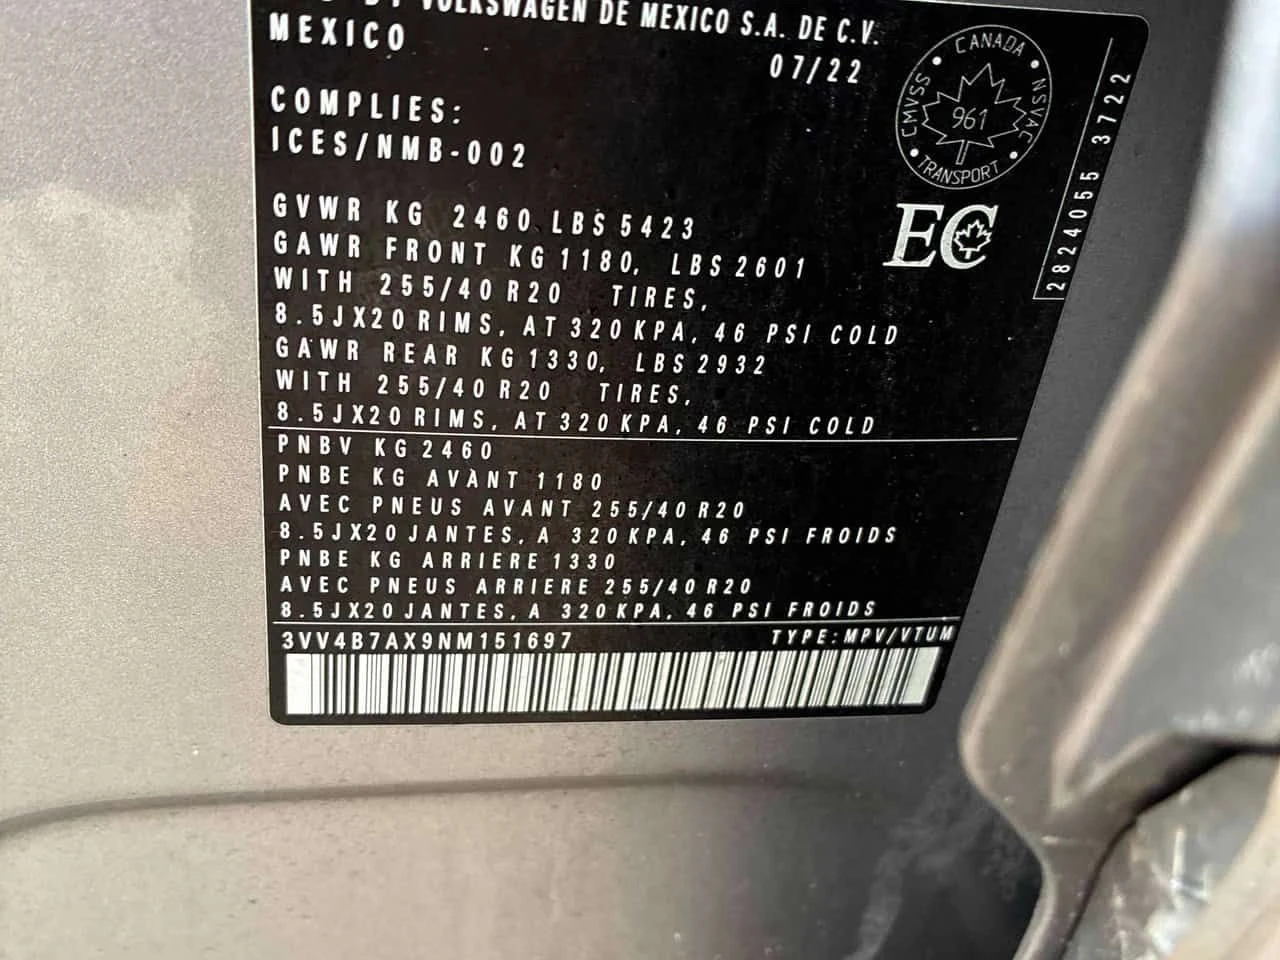 VOLKSWAGEN DE MEXICO S.A. DE C.V.
MEXICO
07/22
COMPLIES:
ICES/NMB-002
CANADA
CMVSS
961
NSVAC
TRANSPORT
EC
2824055 3722
GVWR KG 2460 LBS 5423
GAWR FRONT KG 1180, LBS 2601
WITH 255/40 R20 TIRES,
8.5JX20 RIMS, AT 320 KPA, 46 PSI COLD
GAWR REAR KG 1330, LBS 2932
WITH 255/40 R20 TIRES,
8.5JX20 RIMS, AT 320 KPA, 46 PSI COLD
PNBV KG 2460
PNBE KG AVANT 1180
AVEC PNEUS AVANT 255/40 R20
8.5JX20 JANTES, A 320 KPA, 46 PSI FROIDS
PNBE KG ARRIERE 1330
AVEC PNEUS ARRIERE 255/40 R20
8.5JX20 JANTES, A 320 KPA, 46 PSI FROIDS
3VV4B7AX9NM151697 TYPE: MPV/VTUM